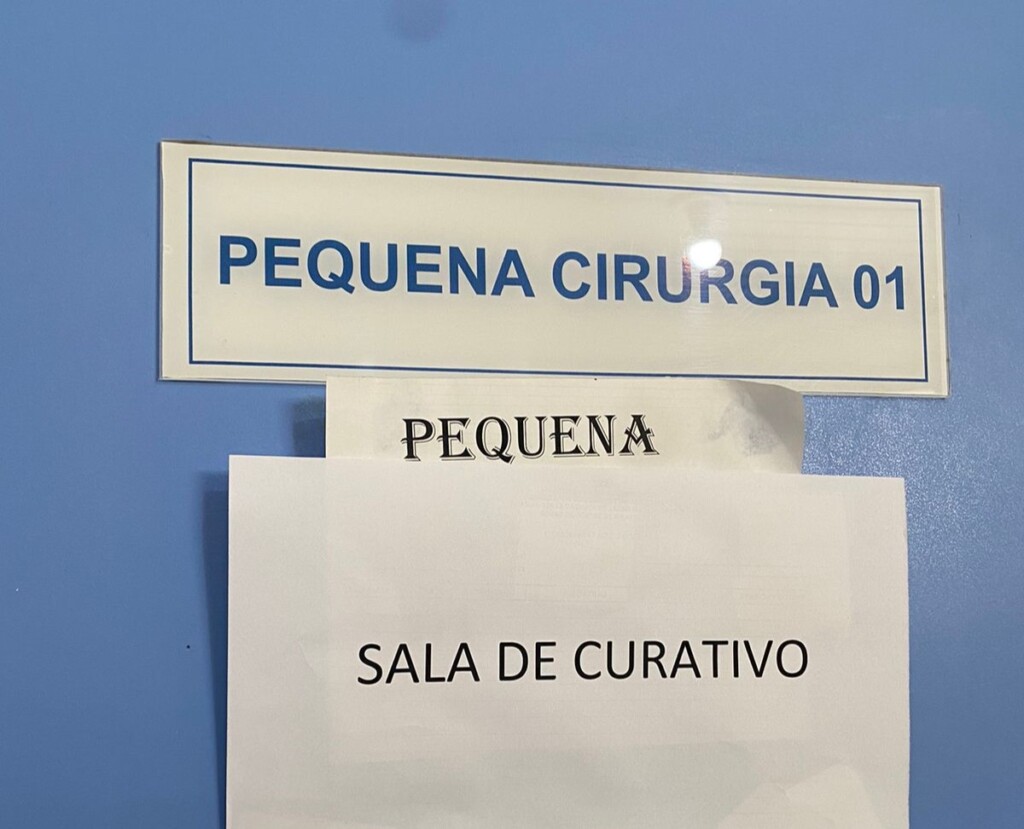 PEQUENA CIRURGIA 01
PEQUENA
SALA DE CURATIVO